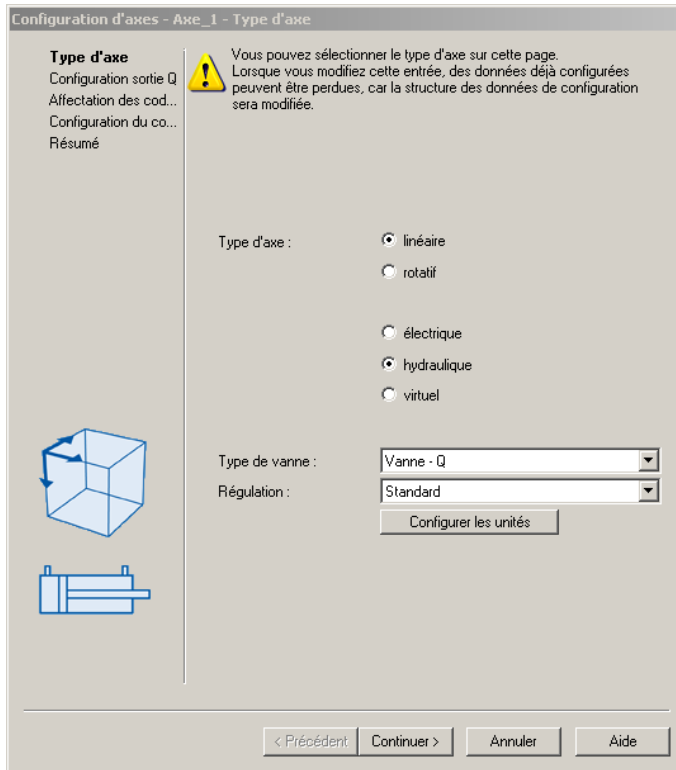 Configuration d'axes - Axe_1 - Type d'axe
Type d'axe
Configuration sortie Q
Affectation des cod...
Configuration du co...
Résumé
Vous pouvez sélectionner le type d'axe sur cette page.
Lorsque vous modifiez cette entrée, des données déjà configurées
peuvent être perdues, car la structure des données de configuration
sera modifiée.
Type d'axe :
linéaire
rotatif
électrique
hydraulique
virtuel
Type de vanne :
Vanne - Q
Régulation :
Standard
Configurer les unités
< Précédent
Continuer >
Annuler
Aide